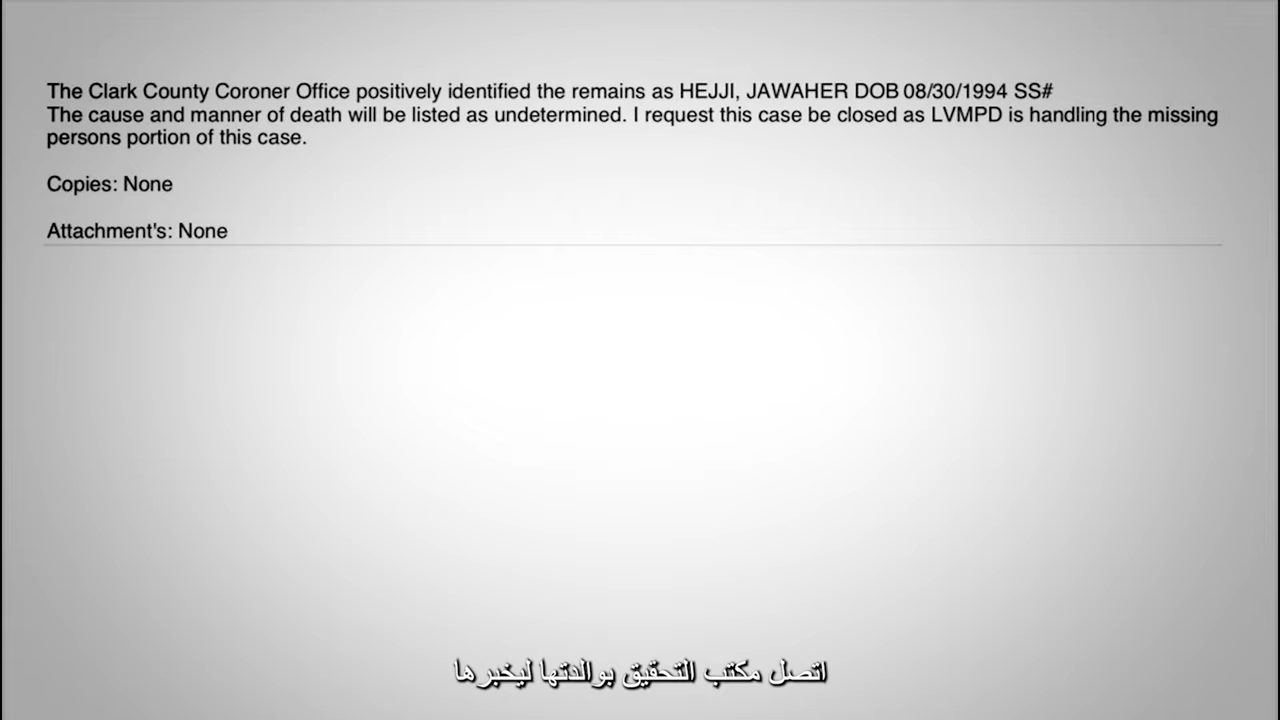 The Clark County Coroner Office positively identified the remains as HEJJI, JAWAHER DOB 08/30/1994 SS#
The cause and manner of death will be listed as undetermined. I request this case be closed as LVMPD is handling the missing
persons portion of this case.
Copies: None
Attachment's: None
اتصل مكتب التحقيق بوالدتها ليخبرها